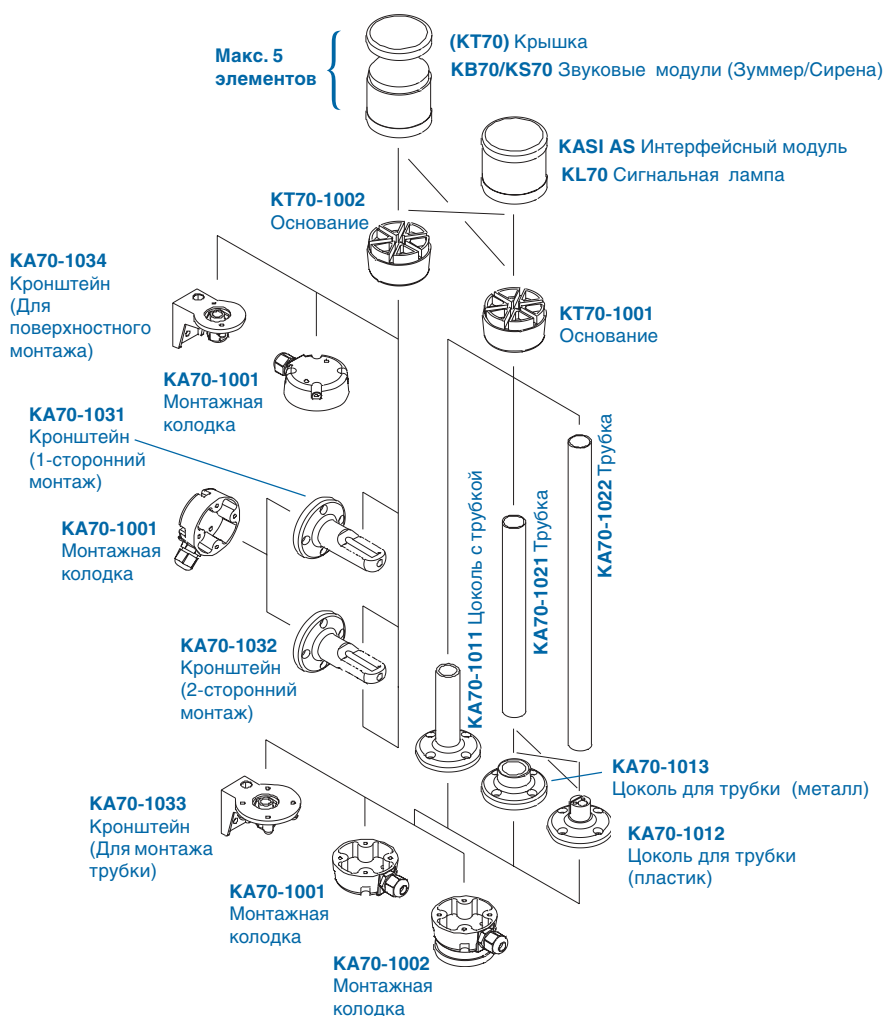 Макс. 5
элементов
(KT70) Крышка
KB70/KS70 Звуковые модули (Зуммер/Сирена)
KASI AS Интерфейсный модуль
KL70 Сигнальная лампа
KT70-1002
Основание
KA70-1034
Кронштейн
(Для
поверхностного
монтажа)
KT70-1001
Основание
KA70-1001
Монтажная
колодка
KA70-1031
Кронштейн
(1-сторонний
монтаж)
KA70-1001
Монтажная
колодка
KA70-1011 Цоколь с трубкой
KA70-1021 Трубка
KA70-1022 Трубка
KA70-1032
Кронштейн
(2-сторонний
монтаж)
KA70-1013
Цоколь для трубки (металл)
KA70-1033
Кронштейн
(Для монтажа
трубки)
KA70-1012
Цоколь для трубки
(пластик)
KA70-1001
Монтажная
колодка
KA70-1002
Монтажная
колодка